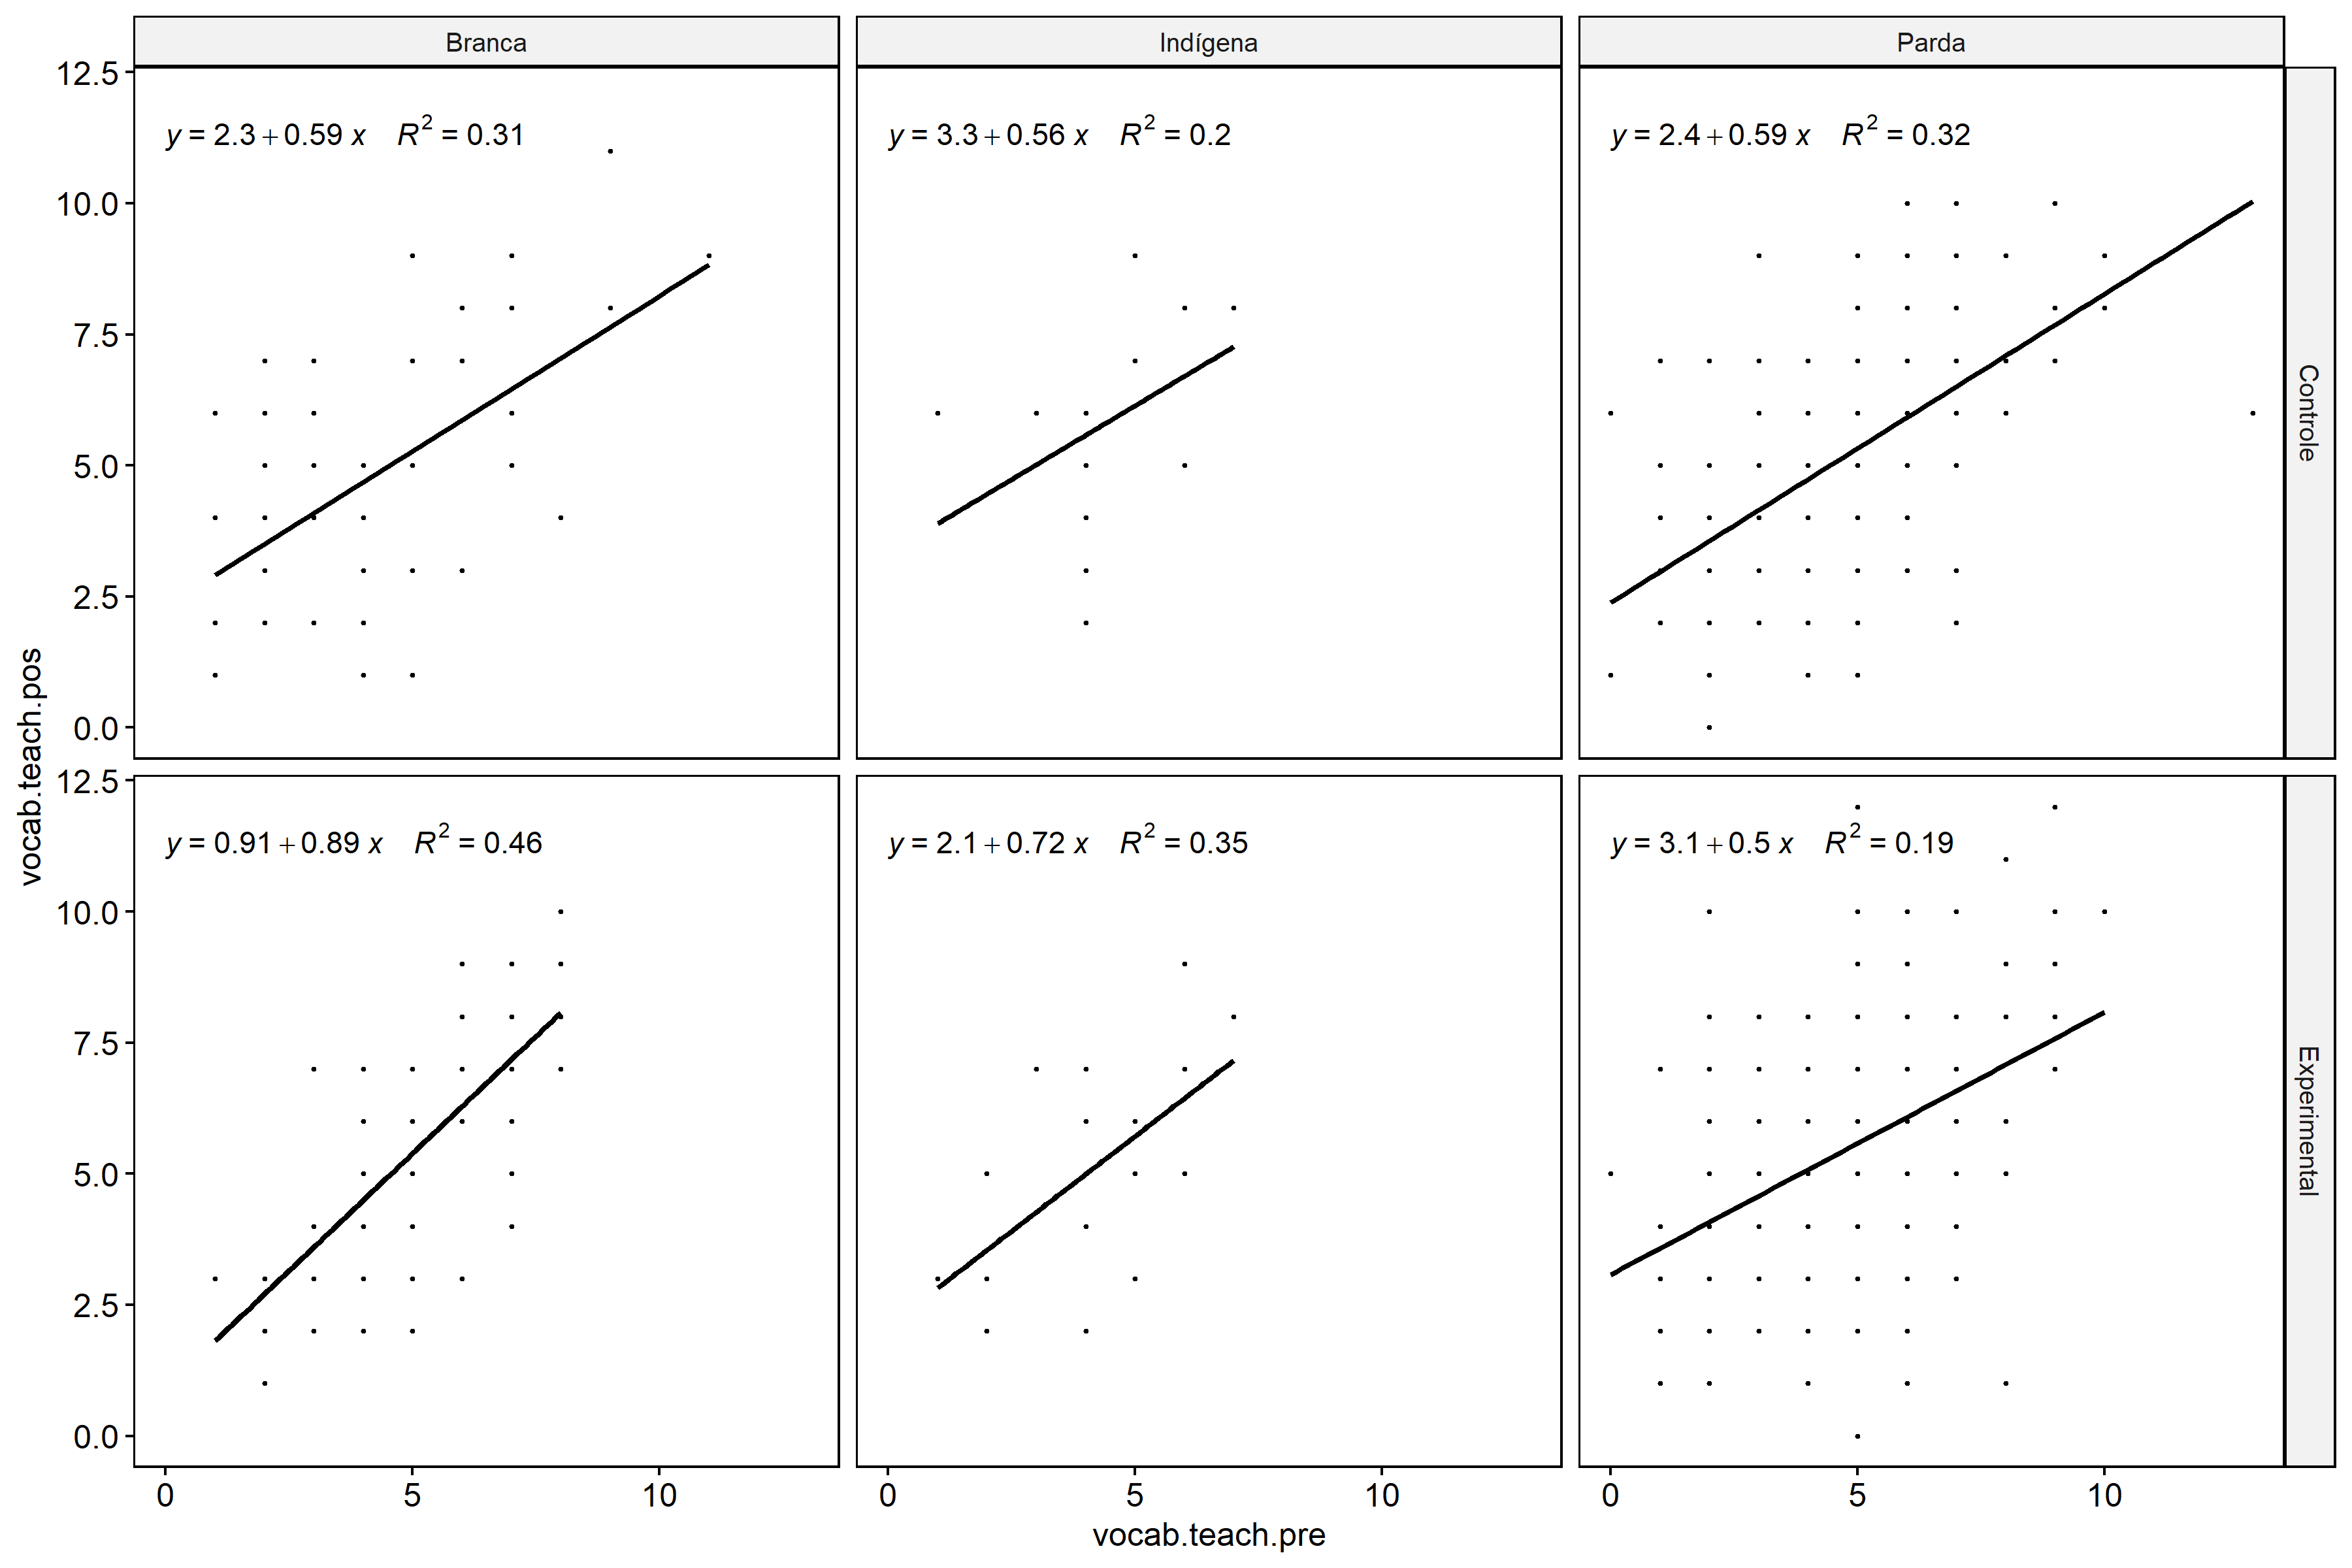 Branca
Indígena
Parda
12.5
10.0
7.5
5.0
2.5
0.0
y = 2.3 + 0.59 x R² = 0.31
y = 3.3 + 0.56 x R² = 0.2
y = 2.4 + 0.59 x R² = 0.32
Controle
vocab.teach.pos
12.5
10.0
7.5
5.0
2.5
0.0
y = 0.91 + 0.89 x R² = 0.46
y = 2.1 + 0.72 x R² = 0.35
y = 3.1 + 0.5 x R² = 0.19
Experimental
0 5 10
0 5 10
0 5 10
vocab.teach.pre